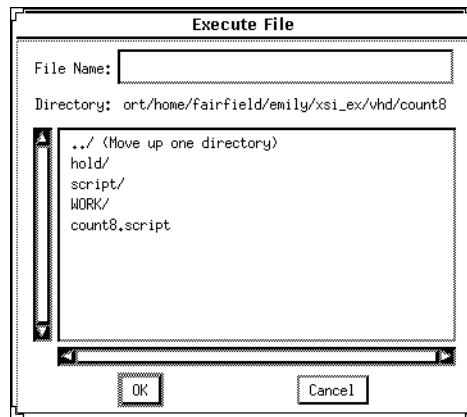 Execute File
File Name:
Directory: ort/home/fairfield/emily/xsi_ex/vhd/count8
../ (Move up one directory)
hold/
script/
WORK/
count8.script
OK Cancel